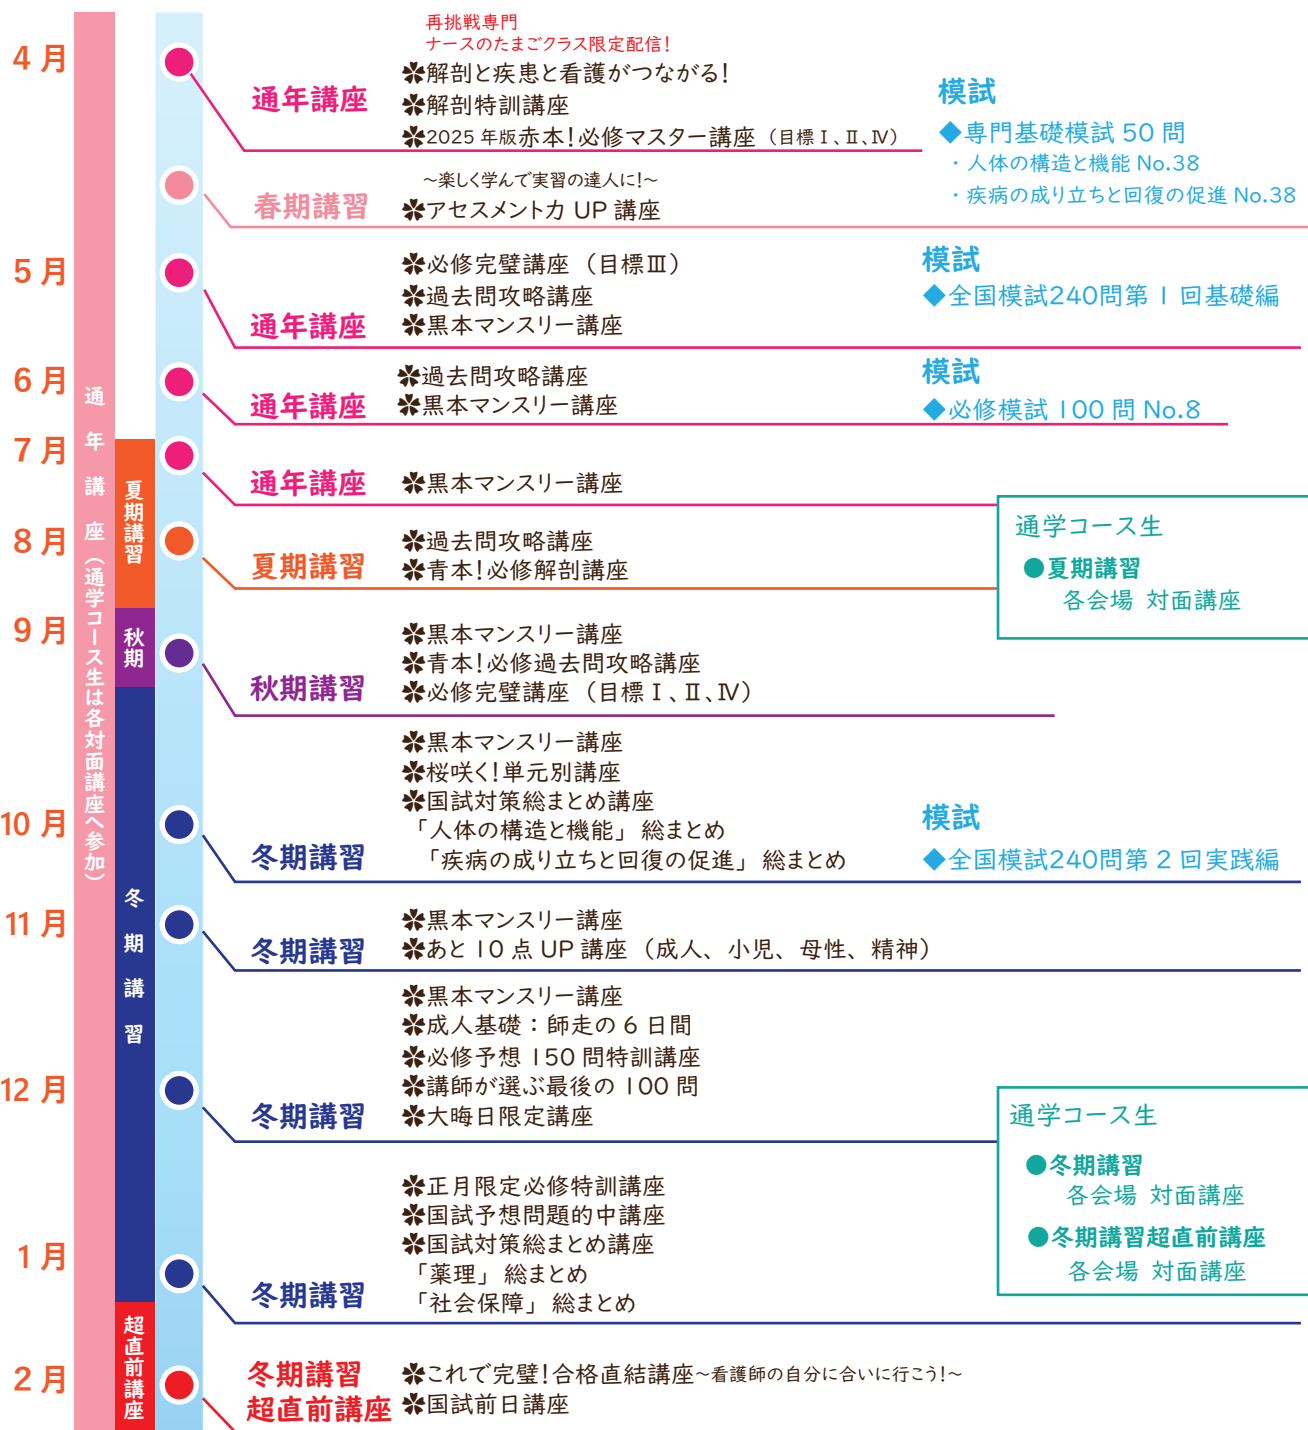 4月
再挑戦専門
ナースのたまごクラス限定配信!
通年講座
✽解剖と疾患と看護がつながる!
✽解剖特訓講座
✽2025年版赤本!必修マスター講座（目標Ⅰ、Ⅱ、Ⅳ）
模試
◆専門基礎模試50問
・人体の構造と機能 No.38
・疾病の成り立ちと回復の促進 No.38
春期講習
～楽しく学んで実習の達人に!～
✽アセスメント力 UP 講座
5月
通年講座
✽必修完璧講座（目標Ⅲ）
✽過去問攻略講座
✽黒本マンスリー講座
模試
◆全国模試240問第1回基礎編
6月
通年講座
✽過去問攻略講座
✽黒本マンスリー講座
模試
◆必修模試100問 No.8
7月
通年講座
✽黒本マンスリー講座
8月
夏期講習
✽過去問攻略講座
✽青本!必修解剖講座
通学コース生
●夏期講習
各会場 対面講座
9月
秋期講習
✽黒本マンスリー講座
✽青本!必修過去問攻略講座
✽必修完璧講座（目標Ⅰ、Ⅱ、Ⅳ）
10月
冬期講習
✽黒本マンスリー講座
✽桜咲く!単元別講座
✽国試対策総まとめ講座
「人体の構造と機能」総まとめ
「疾病の成り立ちと回復の促進」総まとめ
模試
◆全国模試240問第2回実践編
11月
冬期講習
✽黒本マンスリー講座
✽あと10点UP講座（成人、小児、母性、精神）
12月
冬期講習
✽黒本マンスリー講座
✽成人基礎：師走の6日間
✽必修予想150問特訓講座
✽講師が選ぶ最後の100問
✽大晦日限定講座
通学コース生
●冬期講習
各会場 対面講座
●冬期講習超直前講座
各会場 対面講座
1月
冬期講習
✽正月限定必修特訓講座
✽国試予想問題的中講座
✽国試対策総まとめ講座
「薬理」総まとめ
「社会保障」総まとめ
2月
冬期講習
超直前講座
✽これで完璧!合格直結講座～看護師の自分に会いに行こう!～
✽国試前日講座
通年講座（通学コース生は各対面講座へ参加）
夏期講習
秋期
冬期講習
超直前講座